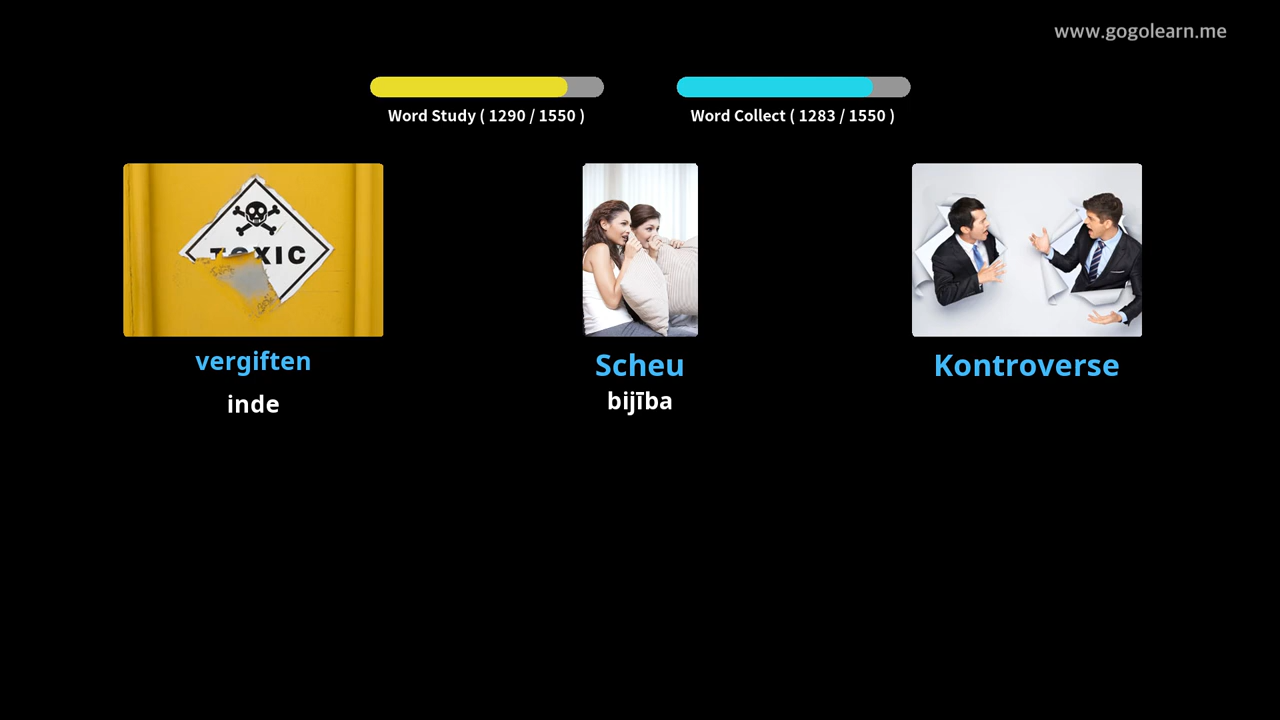 www.gogolearn.me
Word Study ( 1290 / 1550 )
Word Collect ( 1283 / 1550 )
TOXIC
vergiften
Scheu
Kontroverse
inde
bijība